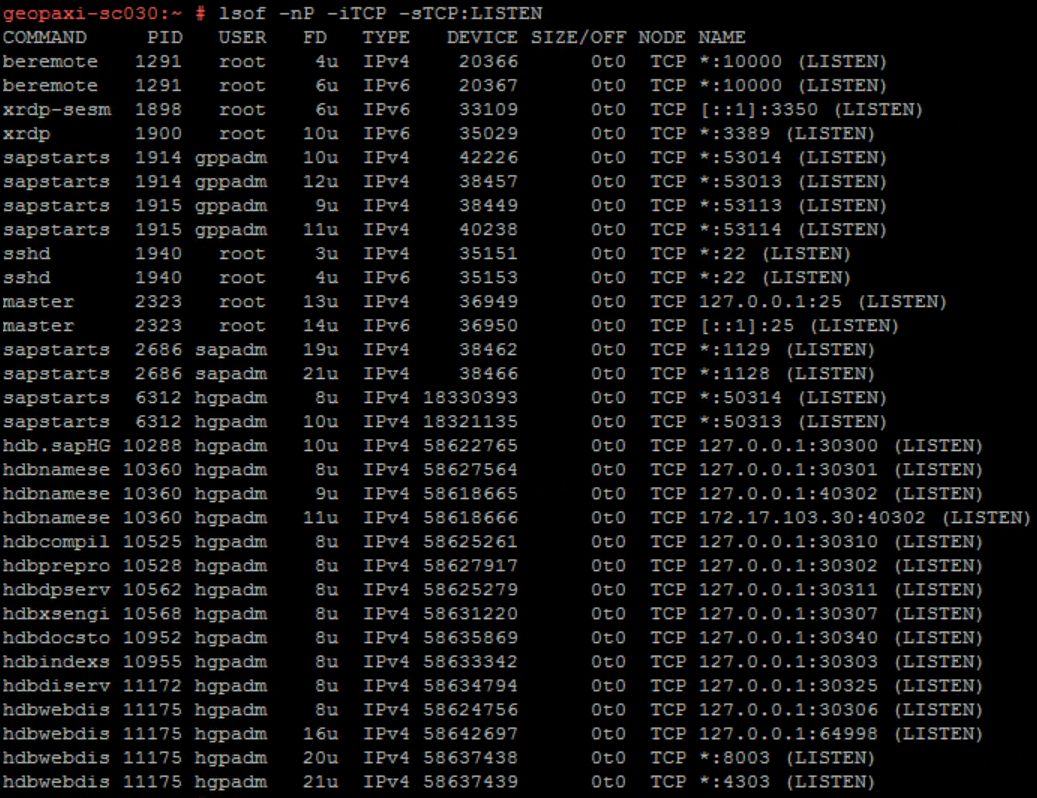 geopaxi-sc030:~ # lsof -nP -iTCP -sTCP:LISTEN
COMMAND     PID    USER   FD   TYPE   DEVICE SIZE/OFF NODE NAME
beremote   1291    root    4u  IPv4    20366      0t0  TCP *:10000 (LISTEN)
beremote   1291    root    6u  IPv6    20367      0t0  TCP *:10000 (LISTEN)
xrdp-sesm  1898    root    6u  IPv6    33109      0t0  TCP [::1]:3350 (LISTEN)
xrdp       1900    root   10u  IPv6    35029      0t0  TCP *:3389 (LISTEN)
sapstarts  1914 gppadm   10u  IPv4    42226      0t0  TCP *:53014 (LISTEN)
sapstarts  1914 gppadm   12u  IPv4    38457      0t0  TCP *:53013 (LISTEN)
sapstarts  1915 gppadm    9u  IPv4    38449      0t0  TCP *:53113 (LISTEN)
sapstarts  1915 gppadm   11u  IPv4    40238      0t0  TCP *:53114 (LISTEN)
sshd       1940    root    3u  IPv4    35151      0t0  TCP *:22 (LISTEN)
sshd       1940    root    4u  IPv6    35153      0t0  TCP *:22 (LISTEN)
master     2323    root   13u  IPv4    36949      0t0  TCP 127.0.0.1:25 (LISTEN)
master     2323    root   14u  IPv6    36950      0t0  TCP [::1]:25 (LISTEN)
sapstarts  2686 sapadm   19u  IPv4    38462      0t0  TCP *:1129 (LISTEN)
sapstarts  2686 sapadm   21u  IPv4    38466      0t0  TCP *:1128 (LISTEN)
sapstarts  6312 hgpadm    8u  IPv4 18330393      0t0  TCP *:50314 (LISTEN)
sapstarts  6312 hgpadm   10u  IPv4 18321135      0t0  TCP *:50313 (LISTEN)
hdb.sapHG 10288 hgpadm   10u  IPv4 58622765      0t0  TCP 127.0.0.1:30300 (LISTEN)
hdbnamese 10360 hgpadm    8u  IPv4 58627564      0t0  TCP 127.0.0.1:30301 (LISTEN)
hdbnamese 10360 hgpadm    9u  IPv4 58618665      0t0  TCP 127.0.0.1:40302 (LISTEN)
hdbnamese 10360 hgpadm   11u  IPv4 58618666      0t0  TCP 172.17.103.30:40302 (LISTEN)
hdbcompil 10525 hgpadm    8u  IPv4 58625261      0t0  TCP 127.0.0.1:30310 (LISTEN)
hdbprepro 10528 hgpadm    8u  IPv4 58627917      0t0  TCP 127.0.0.1:30302 (LISTEN)
hdbdpserv 10562 hgpadm    8u  IPv4 58625279      0t0  TCP 127.0.0.1:30311 (LISTEN)
hdbxsengi 10568 hgpadm    8u  IPv4 58631220      0t0  TCP 127.0.0.1:30307 (LISTEN)
hdbdocsto 10952 hgpadm    8u  IPv4 58635869      0t0  TCP 127.0.0.1:30340 (LISTEN)
hdbindexs 10955 hgpadm    8u  IPv4 58633342      0t0  TCP 127.0.0.1:30303 (LISTEN)
hdbdiserv 11172 hgpadm    8u  IPv4 58634794      0t0  TCP 127.0.0.1:30325 (LISTEN)
hdbwebdis 11175 hgpadm    8u  IPv4 58624756      0t0  TCP 127.0.0.1:30306 (LISTEN)
hdbwebdis 11175 hgpadm   16u  IPv4 58642697      0t0  TCP 127.0.0.1:64998 (LISTEN)
hdbwebdis 11175 hgpadm   20u  IPv4 58637438      0t0  TCP *:8003 (LISTEN)
hdbwebdis 11175 hgpadm   21u  IPv4 58637439      0t0  TCP *:4303 (LISTEN)